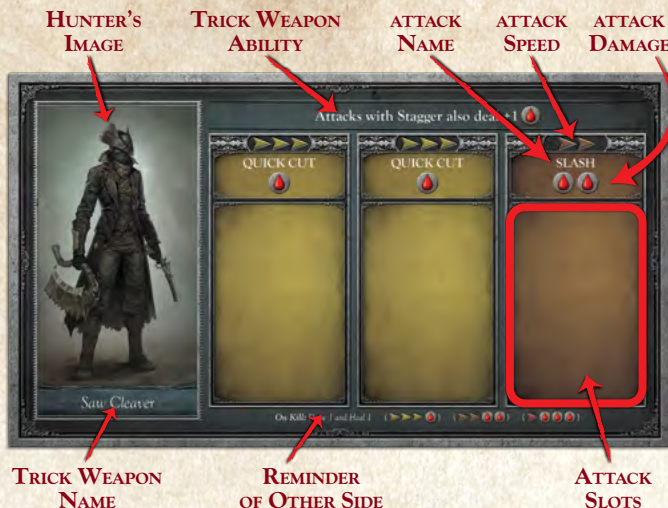 HUNTER'S
IMAGE
TRICK WEAPON
ABILITY
ATTACK
NAME
ATTACK
SPEED
ATTACK
DAMAGE
Attacks with Stagger also deal +1
QUICK CUT
QUICK CUT
SLASH
Saw Cleaver
On Kill: 1 and Heal 1
TRICK WEAPON
NAME
REMINDER
OF OTHER SIDE
ATTACK
SLOTS